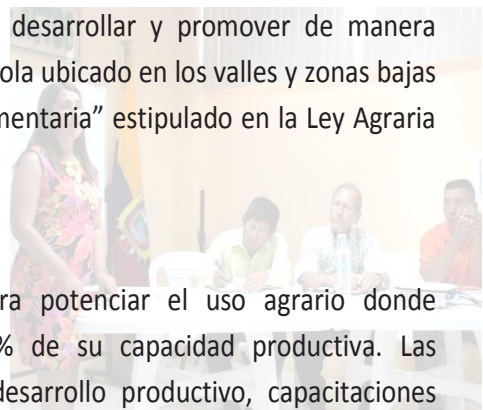 desarrollar y promover de manera
ola ubicado en los valles y zonas bajas
mentaria” estipulado en la Ley Agraria
ra potenciar el uso agrario donde
% de su capacidad productiva. Las
desarrollo productivo, capacitaciones